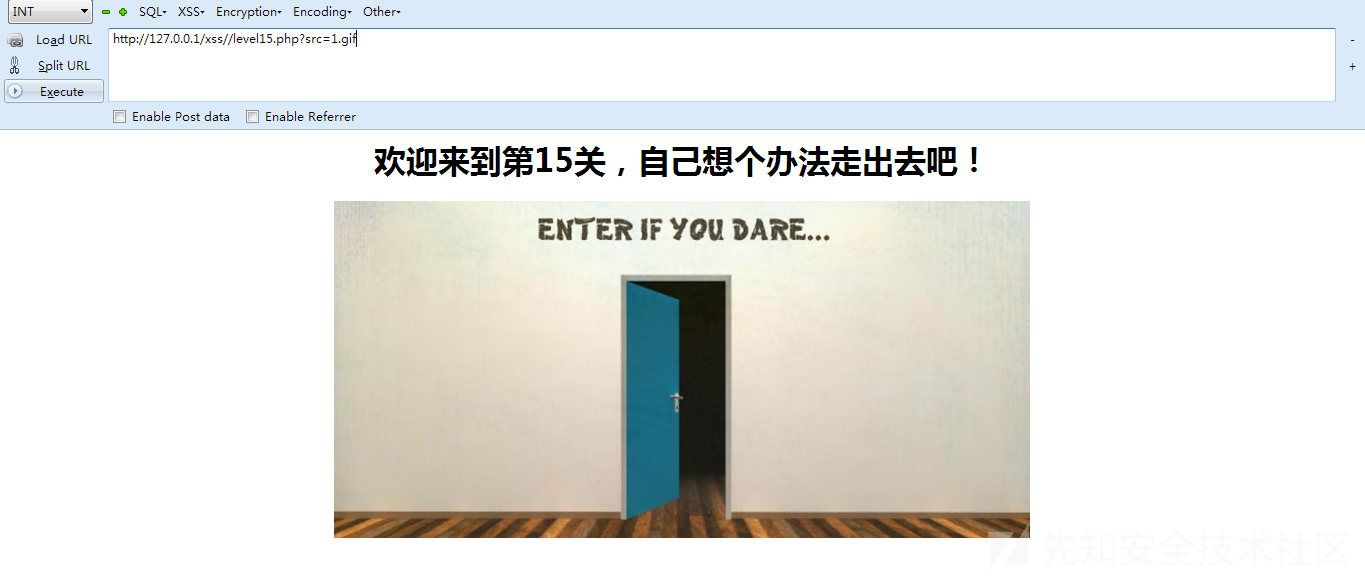 INT
SQL▾ XSS▾ Encryption▾ Encoding▾ Other▾
Load URL
http://127.0.0.1/xss//level15.php?src=1.gif
-
Split URL
+
Execute
Enable Post data
Enable Referrer
欢迎来到第15关，自己想个办法走出去吧！
ENTER IF YOU DARE...
先知安全技术社区